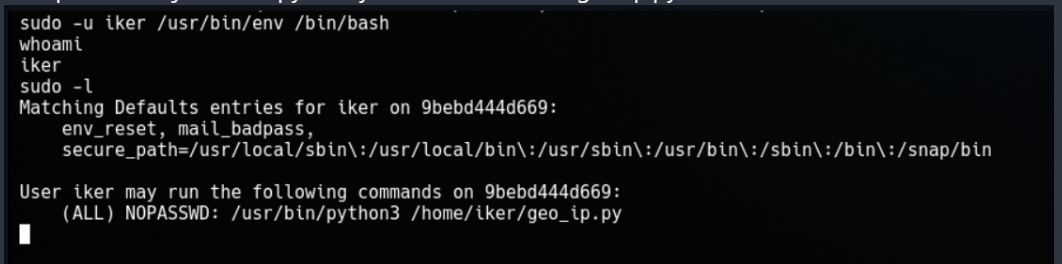 sudo -u iker /usr/bin/env /bin/bash
whoami
iker
sudo -l
Matching Defaults entries for iker on 9bebd444d669:
    env_reset, mail_badpass,
    secure_path=/usr/local/sbin\:/usr/local/bin\:/usr/sbin\:/usr/bin\:/sbin\:/bin\:/snap/bin

User iker may run the following commands on 9bebd444d669:
    (ALL) NOPASSWD: /usr/bin/python3 /home/iker/geo_ip.py